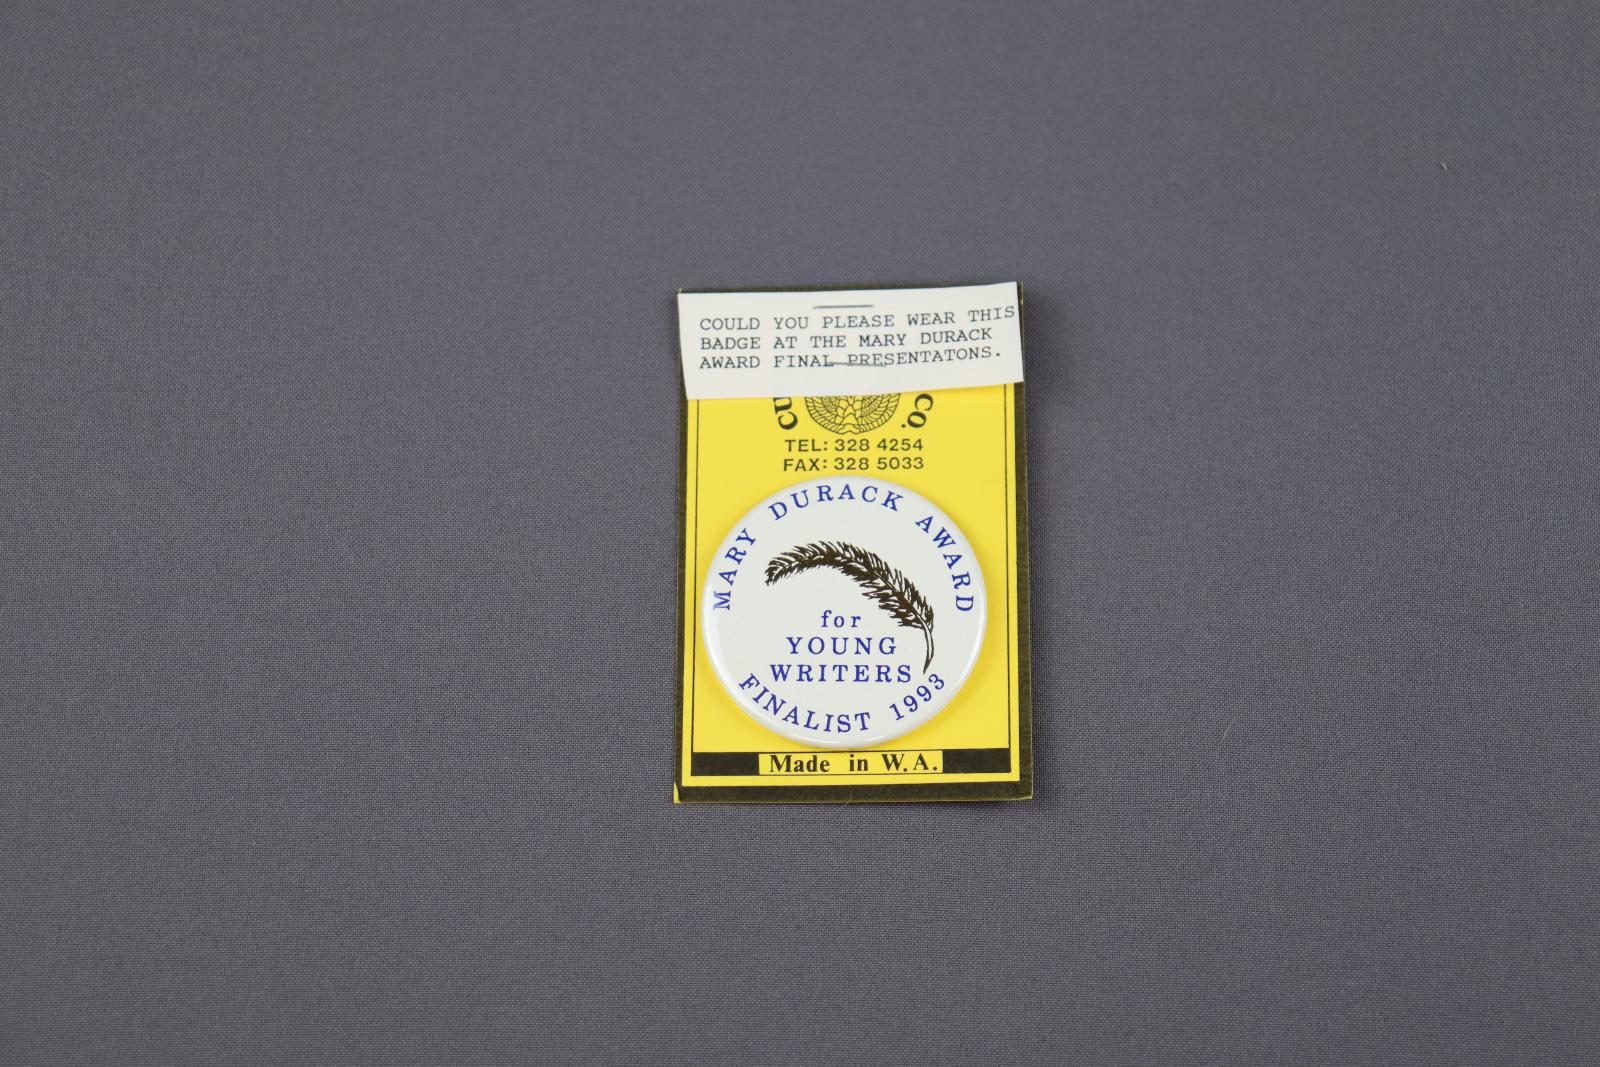 COULD YOU PLEASE WEAR THIS
BADGE AT THE MARY DURACK
AWARD FINAL PRESENTATONS.
CO.
TEL: 328 4254
FAX: 328 5033
MARY DURACK AWARD
for
YOUNG
WRITERS
FINALIST 1993
Made in W.A.